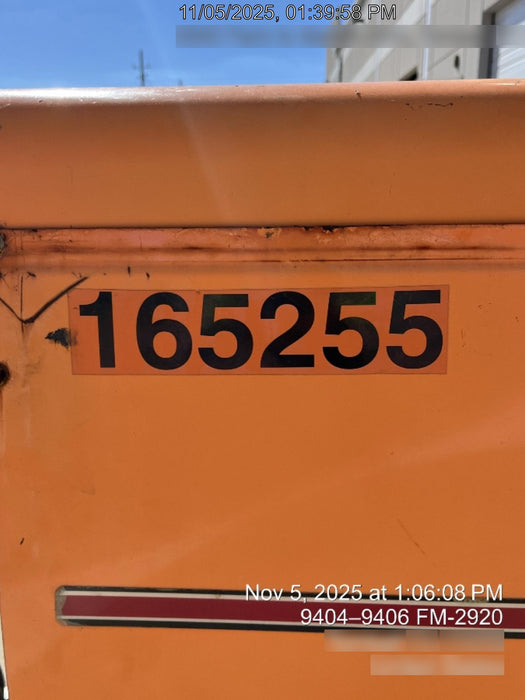 11/05/2025, 01:39:58 PM
165255
Nov 5, 2025 at 1:06:08 PM
9404–9406 FM-2920